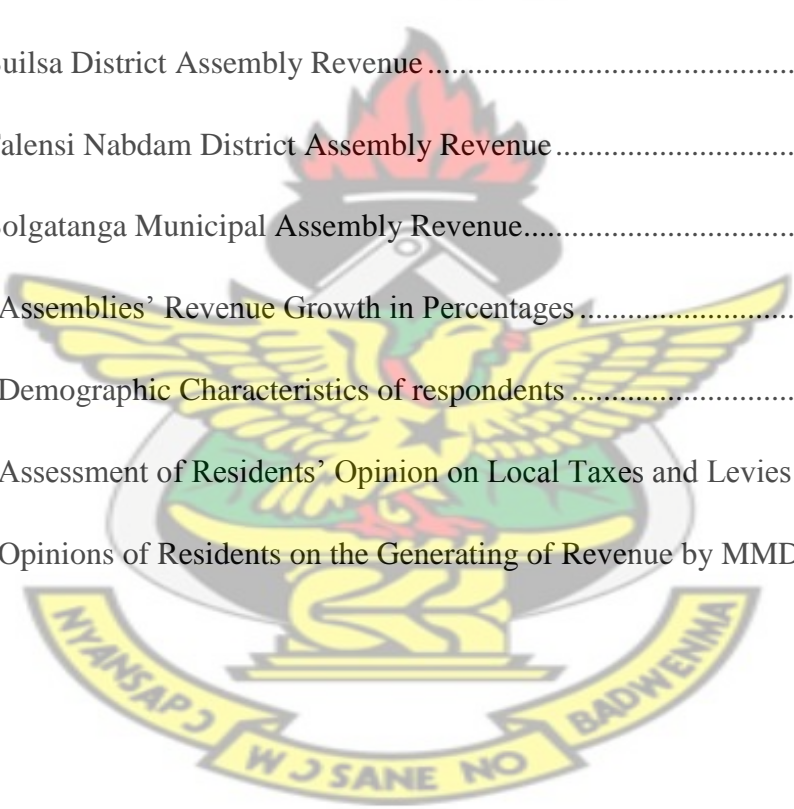 uilsa District Assembly Revenue.......................................
alensi Nabdam District Assembly Revenue..............................
olgatanga Municipal Assembly Revenue..................................
Assemblies’ Revenue Growth in Percentages..........................
Demographic Characteristics of respondents...........................
Assessment of Residents’ Opinion on Local Taxes and Levies
Opinions of Residents on the Generating of Revenue by MMD
NYANSAPƆ WƆSANE NO BADWENMA